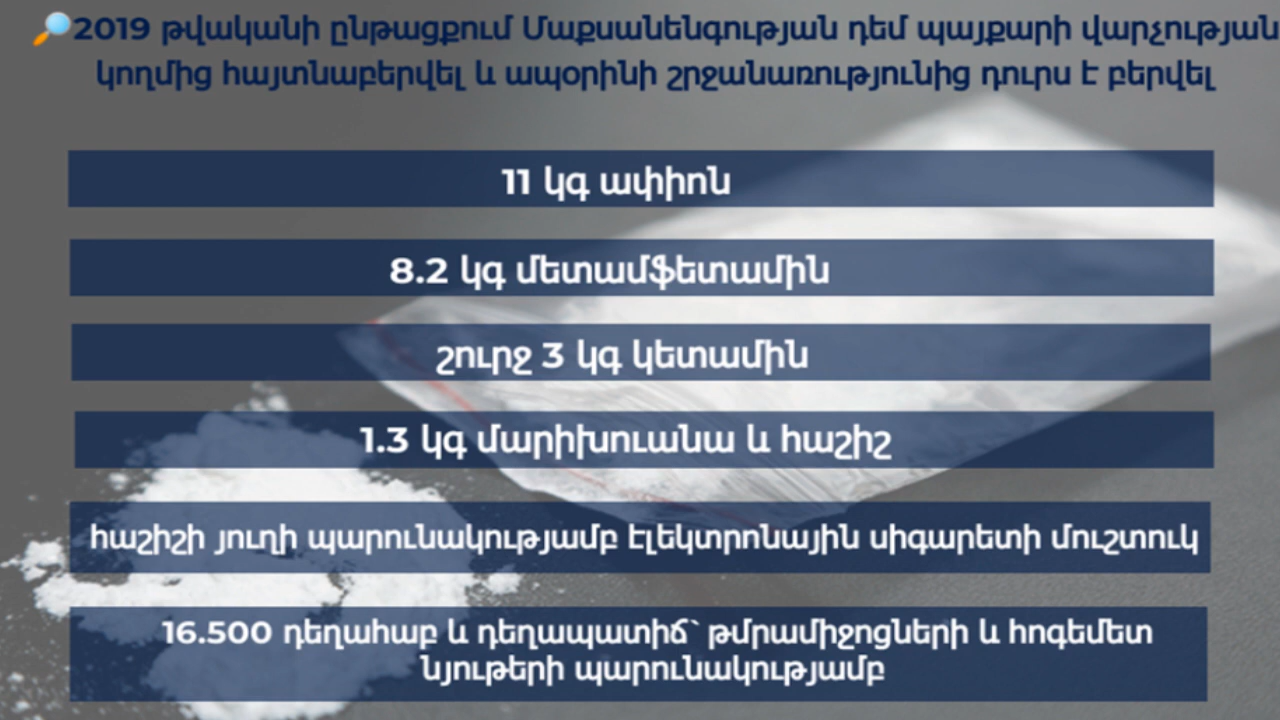 2019 թվականի ընթացքում Մաքսանենգության դեմ պայքարի վարչության
կողմից հայտնաբերվել և ապօրինի շրջանառությունից դուրս է բերվել
11 կգ ափիոն
8.2 կգ մետամֆետամին
շուրջ 3 կգ կետամին
1.3 կգ մարիխուանա և հաշիշ
հաշիշի յուղի պարունակությամբ էլեկտրոնային սիգարետի մուշտուկ
16.500 դեղահաբ և դեղապատիճ՝ թմրամիջոցների և հոգեմետ
նյութերի պարունակությամբ